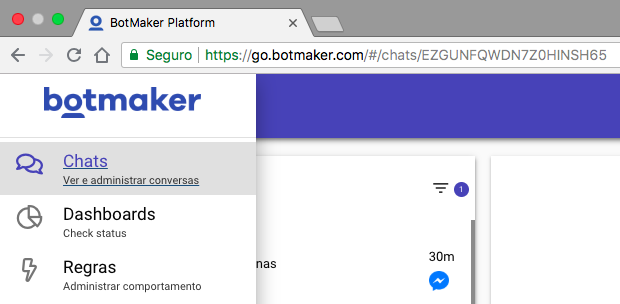 BotMaker Platform
Seguro https://go.botmaker.com/#/chats/EZGUNFQWDN7Z0HINSH65
botmaker
Chats
Ver e administrar conversas
1
Dashboards
Check status
nas
30m
Regras
Administrar comportamento